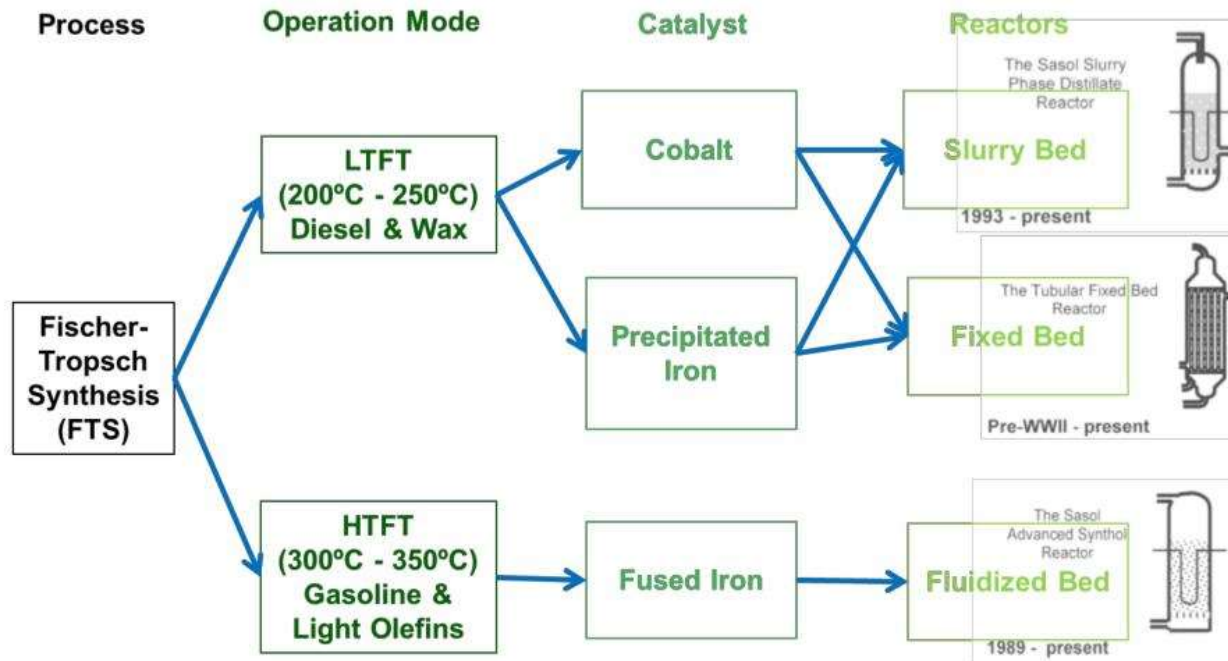 Process
Operation Mode
Catalyst
Reactors
The Sasol Slurry
Phase Distillate
Reactor
LTFT
(200ºC - 250ºC)
Diesel & Wax
Cobalt
Slurry Bed
1993 - present
The Tubular Fixed Bed
Reactor
Precipitated
Iron
Fixed Bed
Pre-WWII - present
Fischer-
Tropsch
Synthesis
(FTS)
HTFT
(300ºC - 350ºC)
Gasoline &
Light Olefins
Fused Iron
The Sasol
Advanced Synthol
Reactor
Fluidized Bed
1989 - present